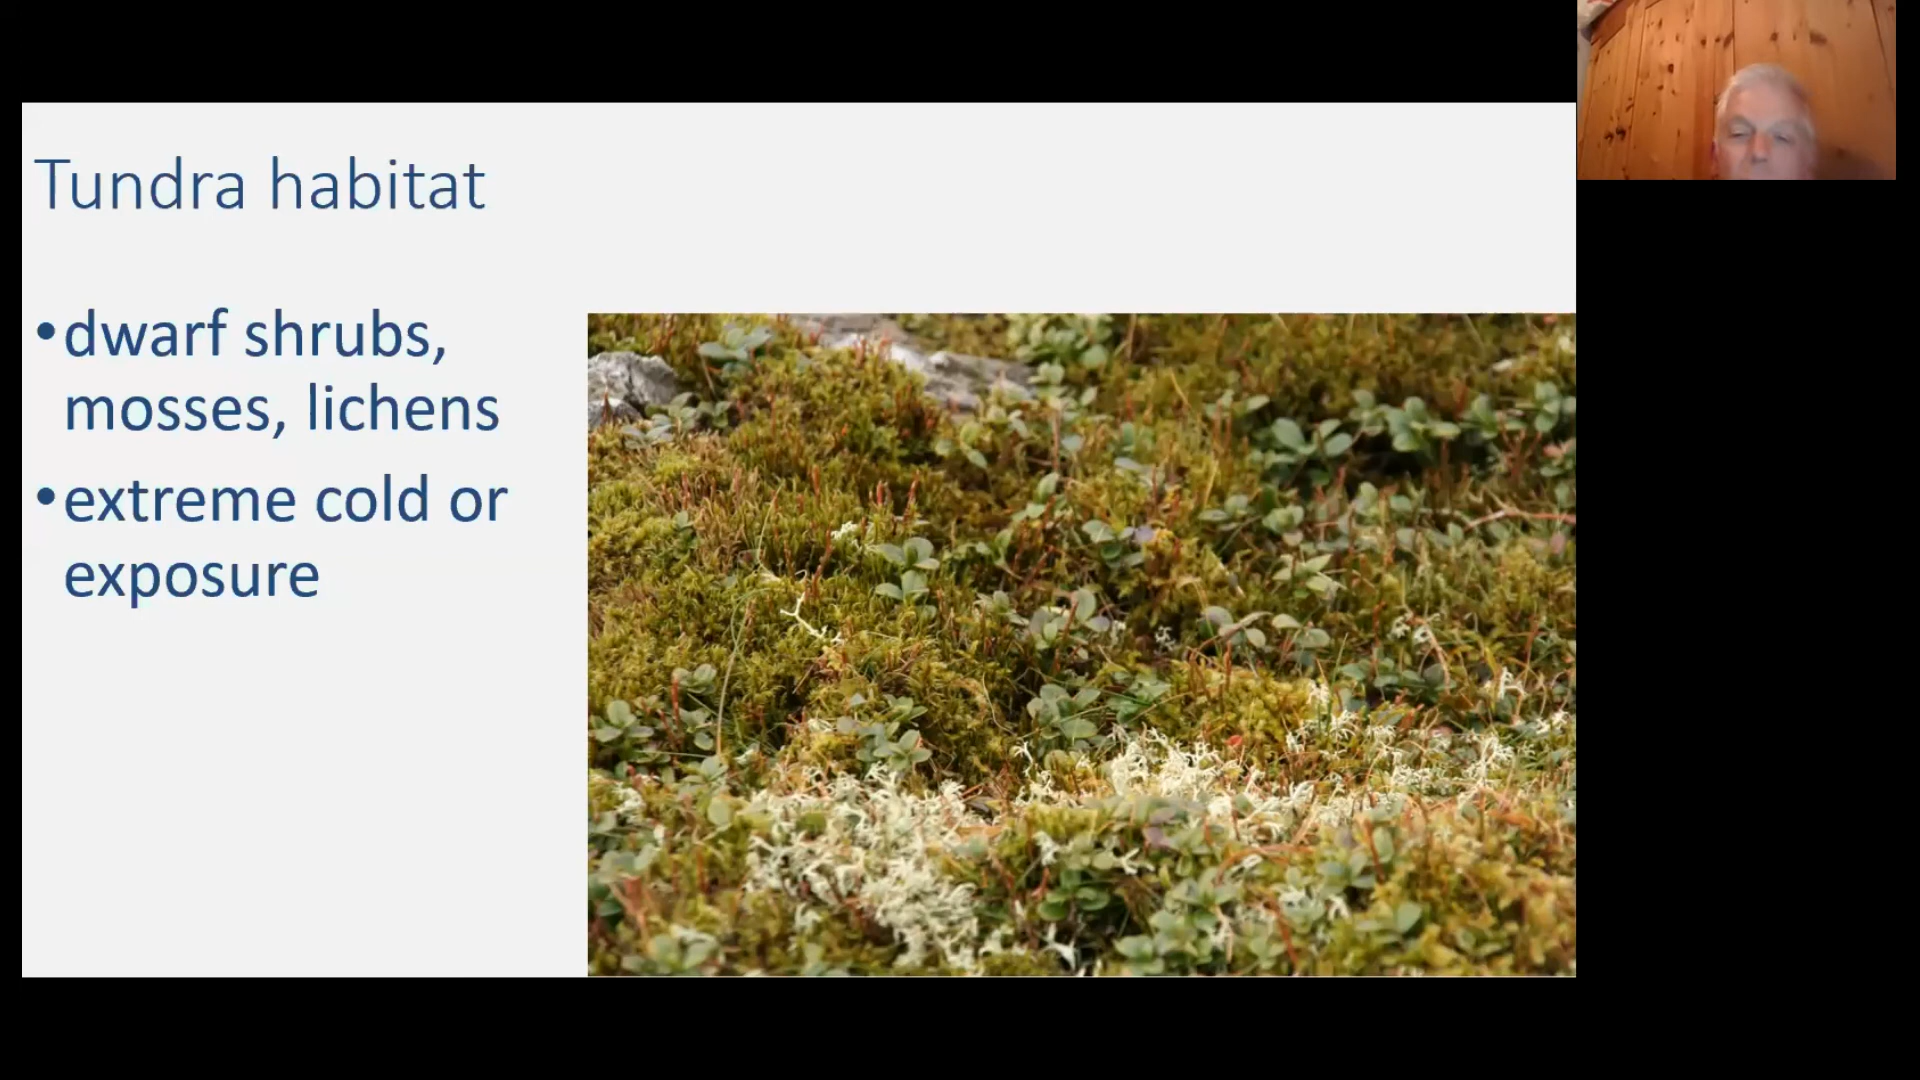 Tundra habitat
•dwarf shrubs,
mosses, lichens
•extreme cold or
exposure